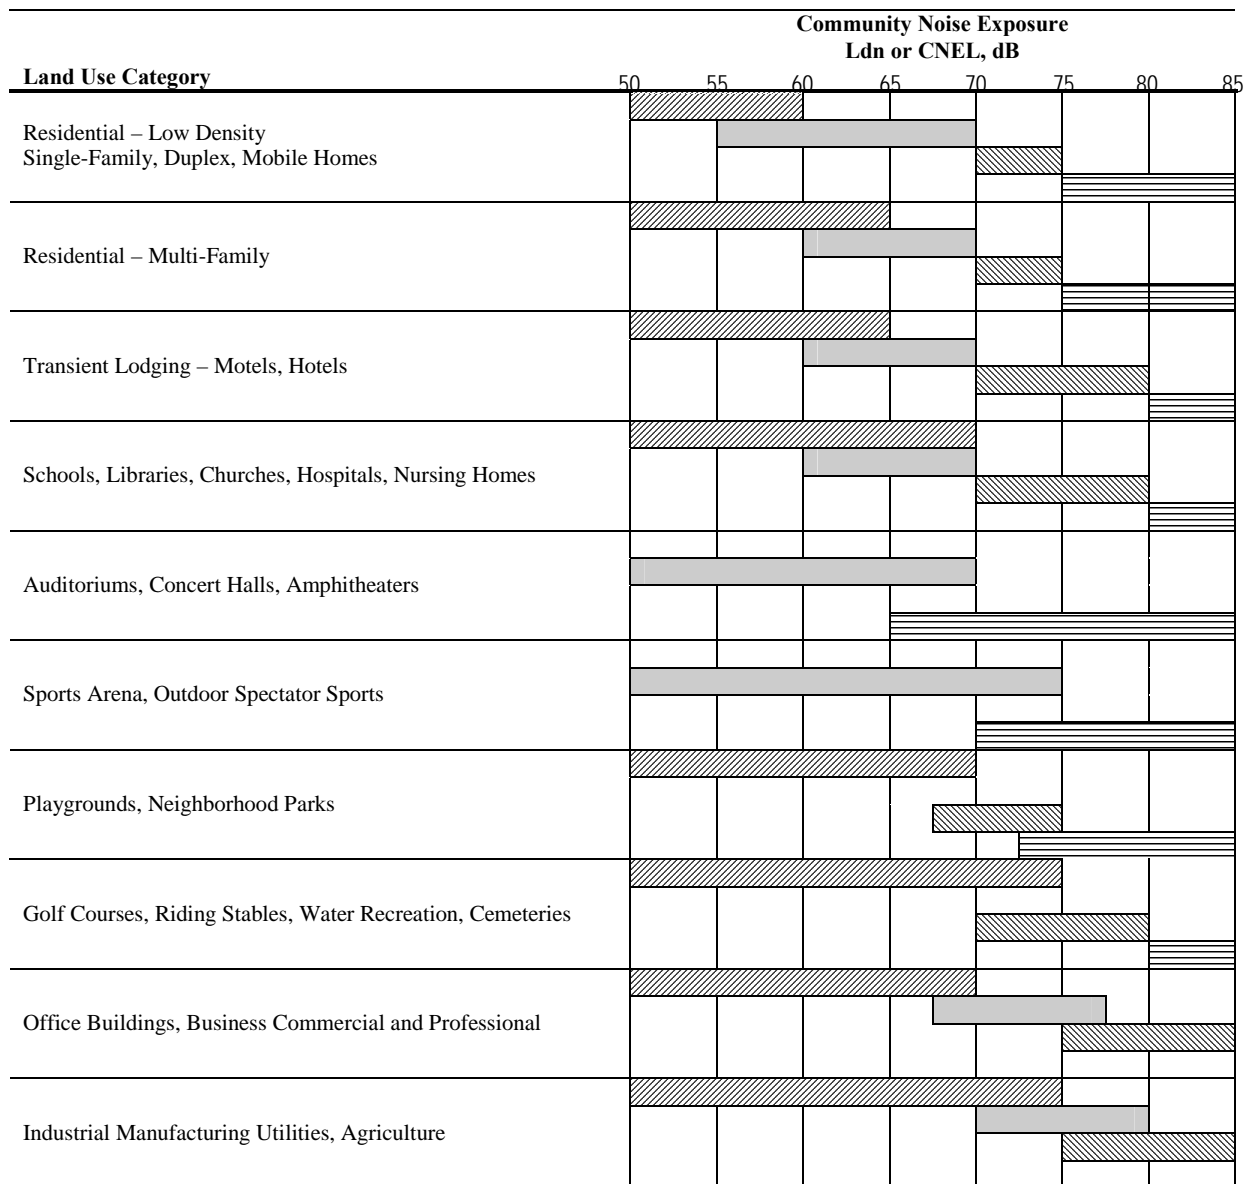 Community Noise Exposure
Ldn or CNEL, dB
Land Use Category
50 55 60 65 70 75 80 85
Residential – Low Density
Single-Family, Duplex, Mobile Homes
Residential – Multi-Family
Transient Lodging – Motels, Hotels
Schools, Libraries, Churches, Hospitals, Nursing Homes
Auditoriums, Concert Halls, Amphitheaters
Sports Arena, Outdoor Spectator Sports
Playgrounds, Neighborhood Parks
Golf Courses, Riding Stables, Water Recreation, Cemeteries
Office Buildings, Business Commercial and Professional
Industrial Manufacturing Utilities, Agriculture